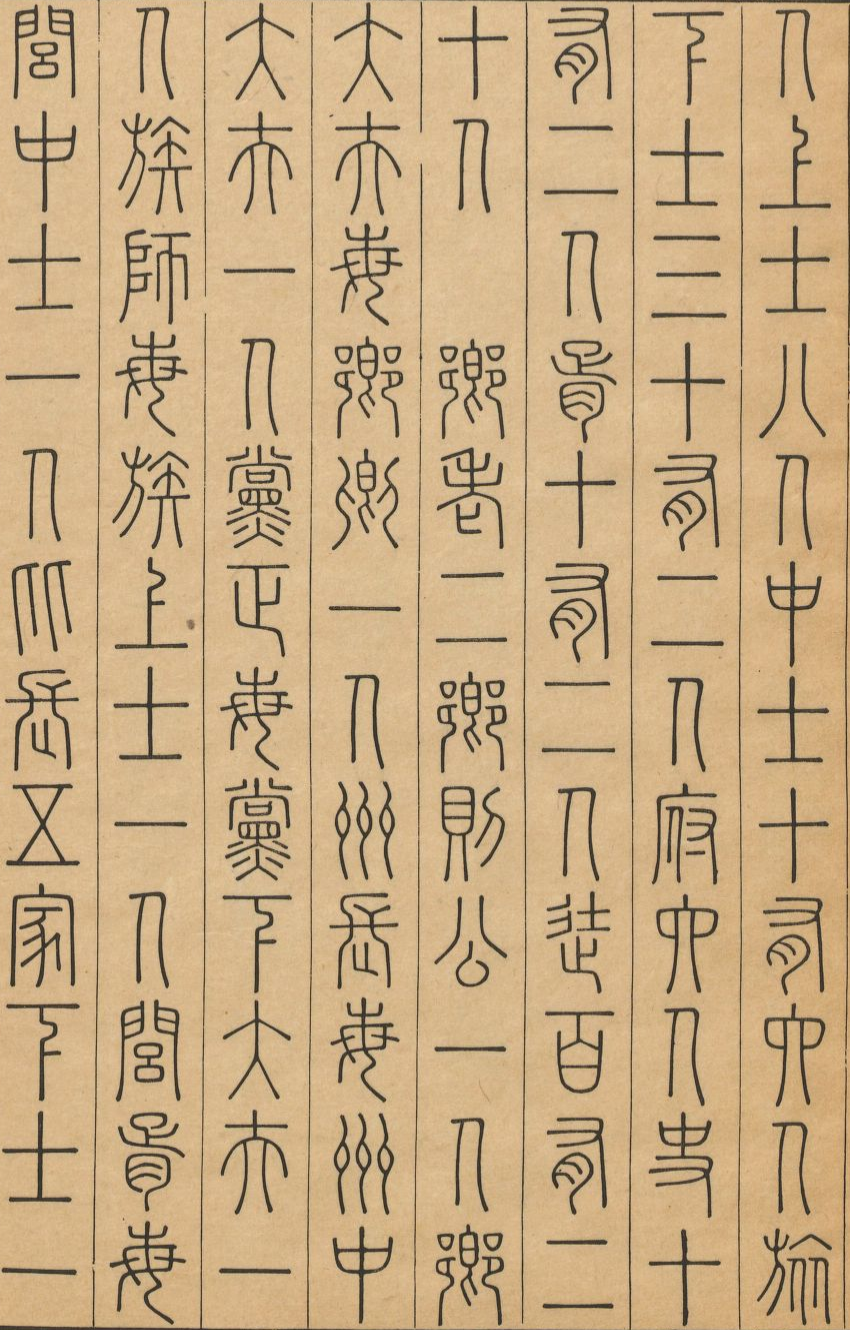 人上士八人中士十有六人旅
下士三十有二人府六人史十
有二人胥十有二人徒百有二
十人 鄉老二鄉則公一人鄉
大夫每鄉卿一人州長每州中
大夫一人黨正每黨下大夫一
人族師每族上士一人閭胥每
閭中士一人比長五家下士一